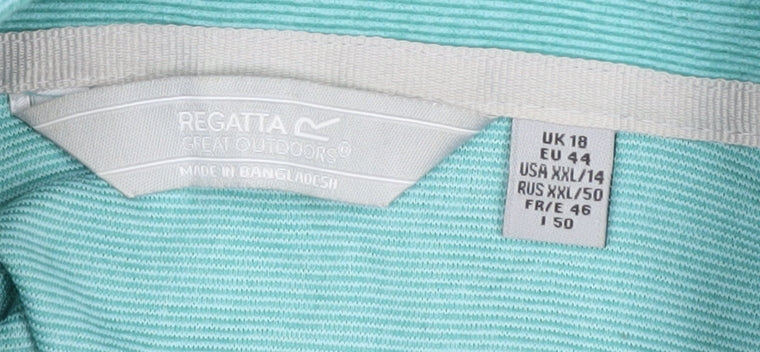 REGATTA
GREAT OUTDOORS®
MADE IN BANGLADESH
UK 18
EU 44
USA XXL/14
RUS XXL/50
FR/E 46
I 50